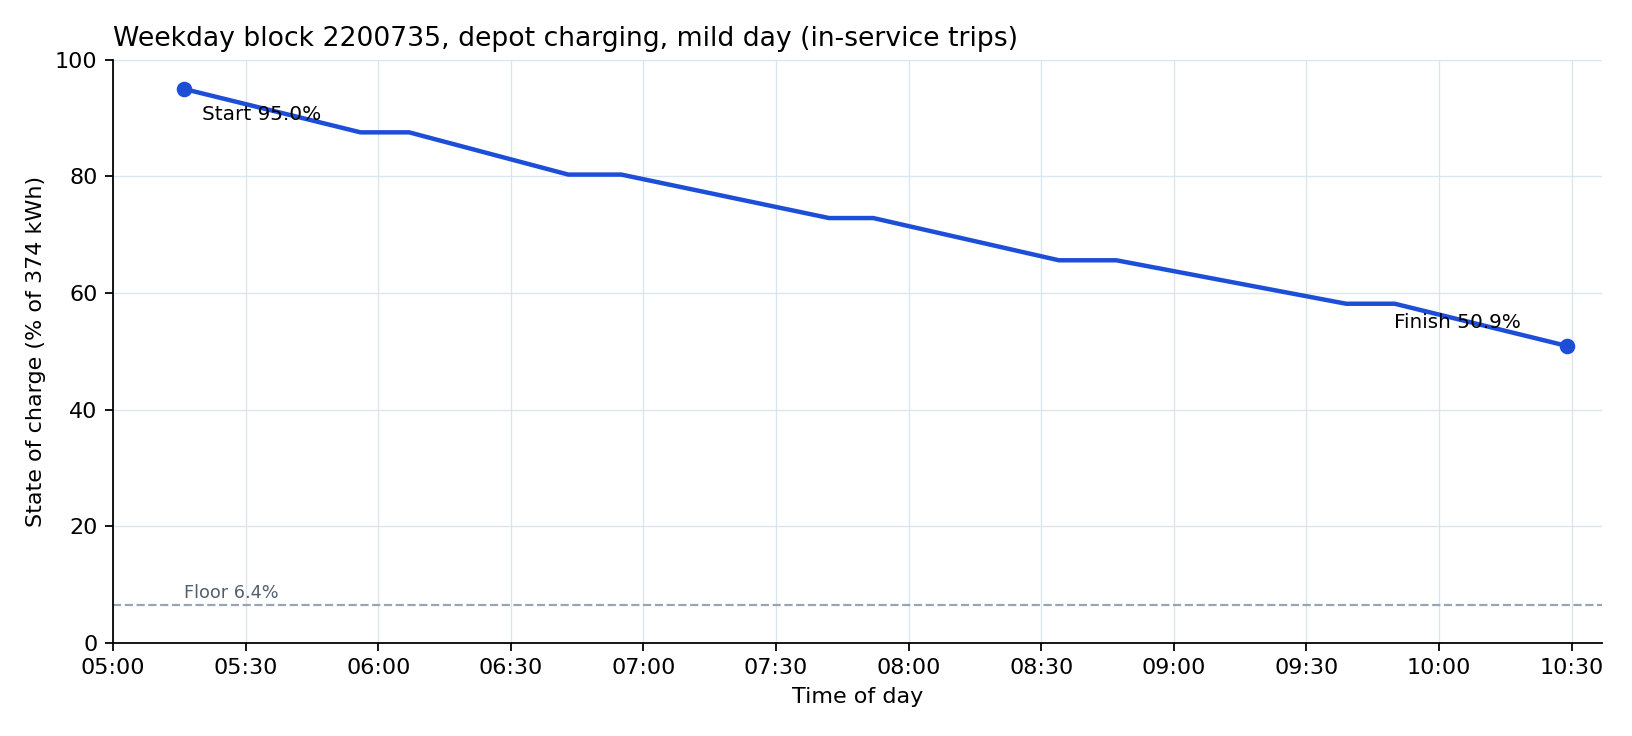 Weekday block 2200735, depot charging, mild day (in-service trips)
State of charge (% of 374 kWh)
100
80
60
40
20
0
Start 95.0%
Finish 50.9%
Floor 6.4%
05:00 05:30 06:00 06:30 07:00 07:30 08:00 08:30 09:00 09:30 10:00 10:30
Time of day